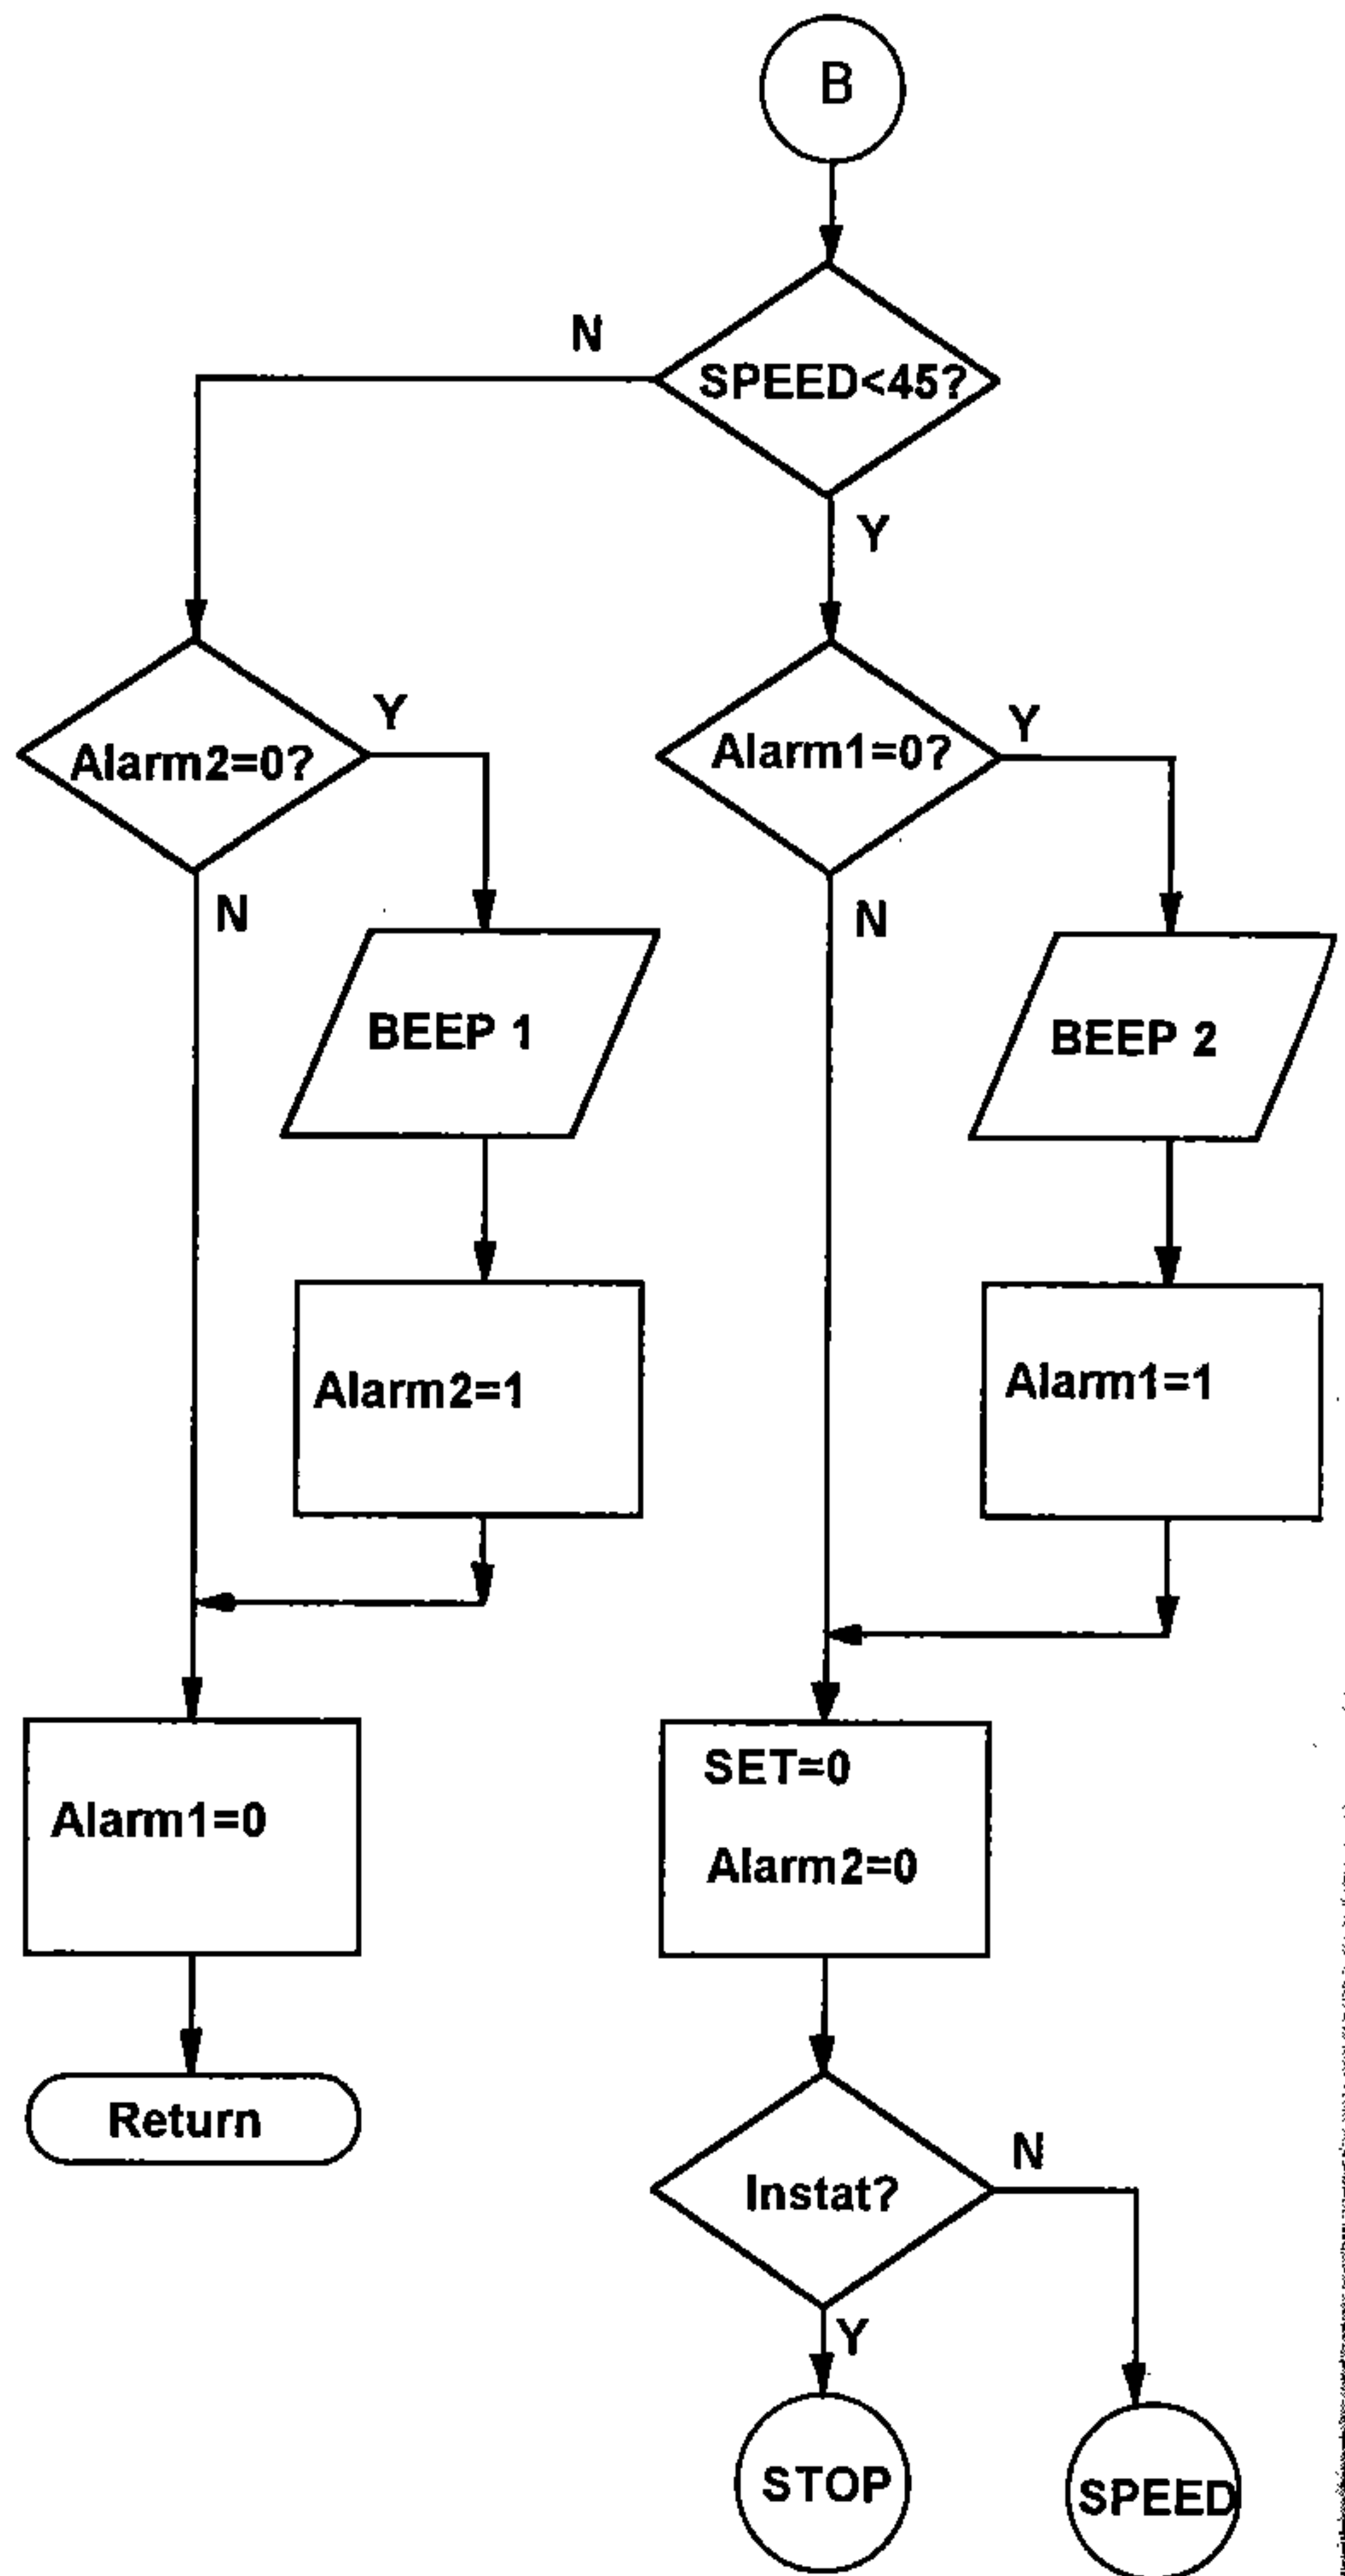 B
N
SPEED<45?
Y
Alarm2=0?
Y
Alarm1=0?
Y
N
N
BEEP 1
BEEP 2
Alarm2=1
Alarm1=1
Alarm1=0
SET=0
Alarm2=0
Return
Instat?
N
Y
STOP
SPEED